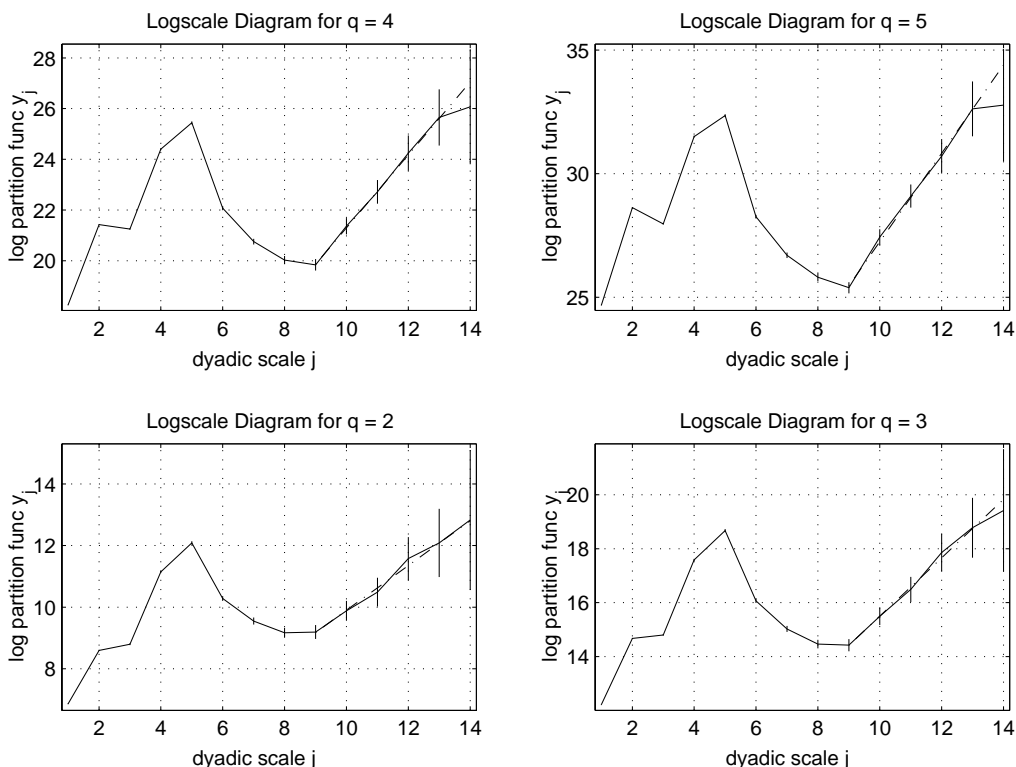 Logscale Diagram for q = 4
28
26
24
22
20
log partition func y_j
2 4 6 8 10 12 14
dyadic scale j
Logscale Diagram for q = 5
35
30
25
log partition func y_j
2 4 6 8 10 12 14
dyadic scale j
Logscale Diagram for q = 2
14
12
10
8
log partition func y_j
2 4 6 8 10 12 14
dyadic scale j
Logscale Diagram for q = 3
20
18
16
14
log partition func y_j
2 4 6 8 10 12 14
dyadic scale j